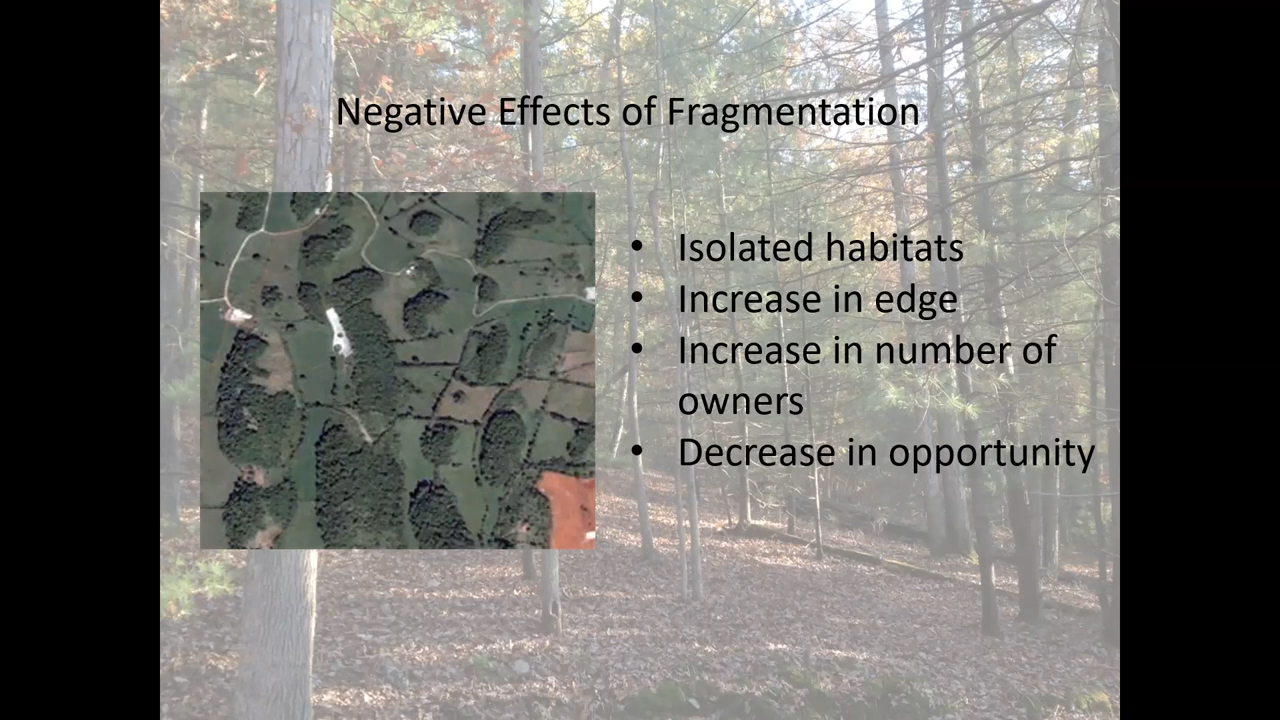 Negative Effects of Fragmentation
• Isolated habitats
• Increase in edge
• Increase in number of
owners
• Decrease in opportunity